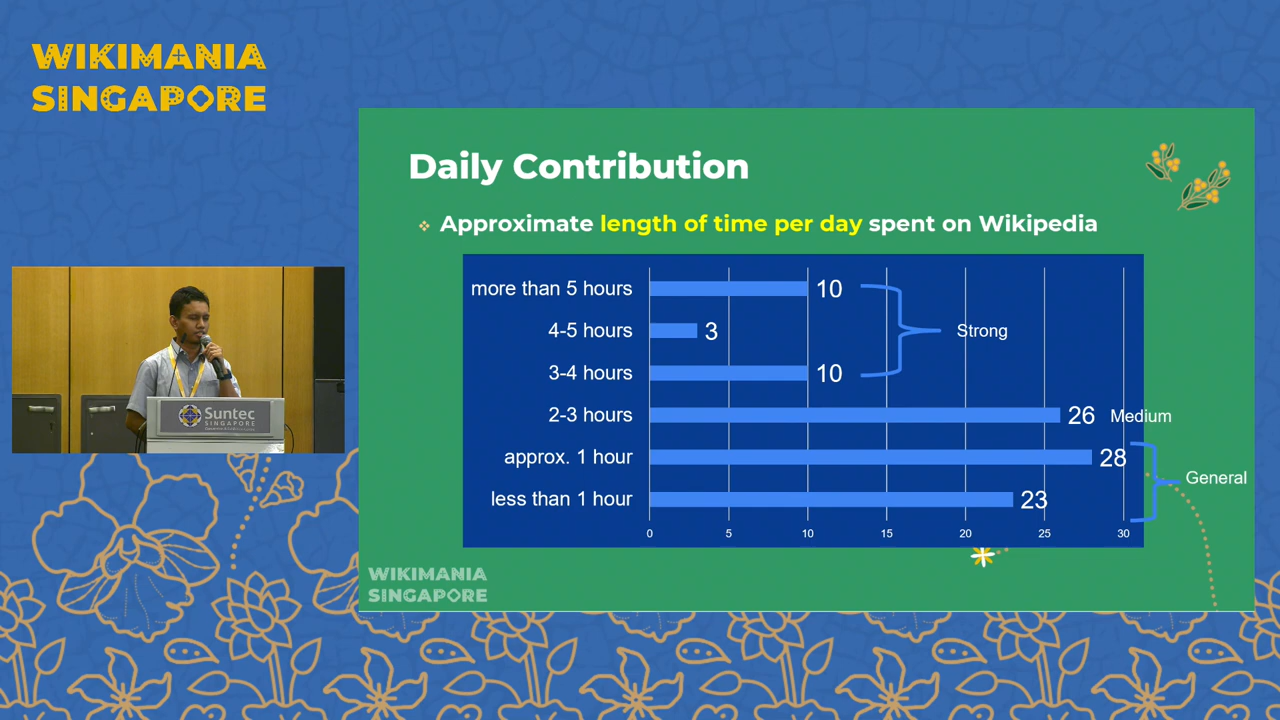 WIKIMANIA
SINGAPORE
Daily Contribution
Approximate length of time per day spent on Wikipedia
more than 5 hours 10
4-5 hours 3 Strong
3-4 hours 10
2-3 hours 26 Medium
approx. 1 hour 28
General
less than 1 hour 23
0 5 10 15 20 25 30
Suntec
SINGAPORE
WIKIMANIA
SINGAPORE